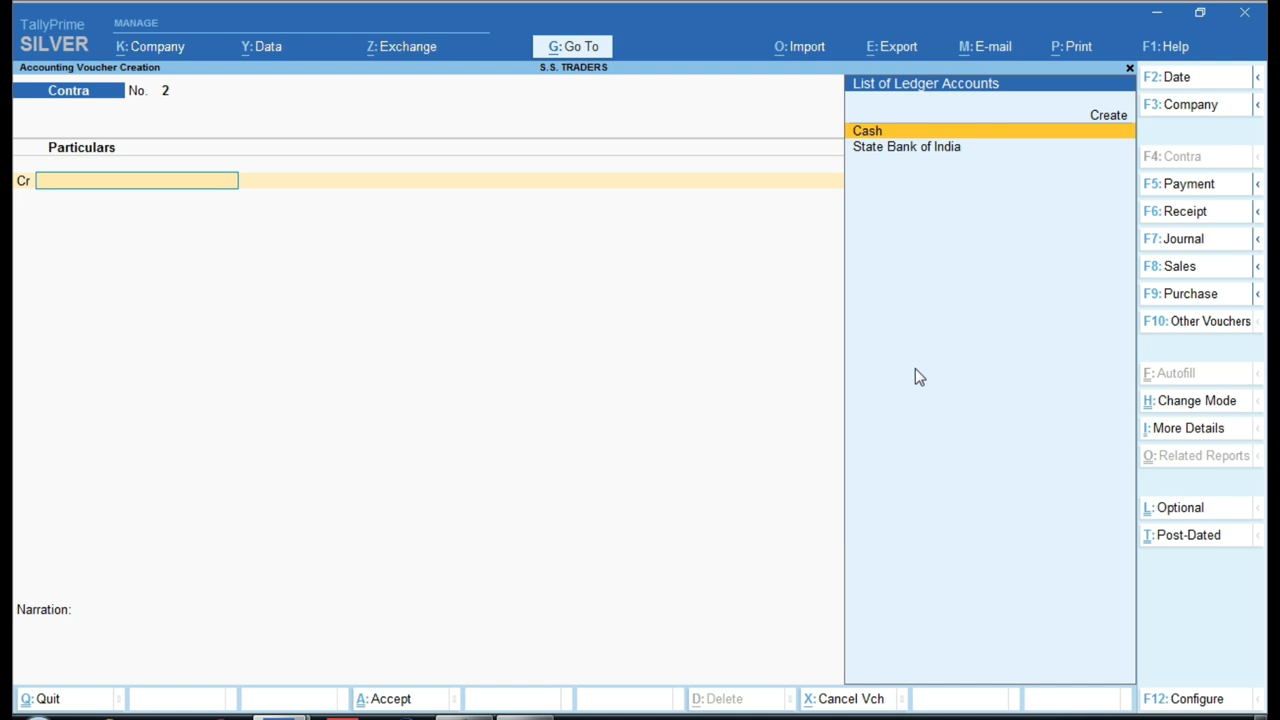 TallyPrime
SILVER
MANAGE
K: Company
Y: Data
Z: Exchange
G: Go To
O: Import
E: Export
M: E-mail
P: Print
F1: Help
Accounting Voucher Creation
S.S. TRADERS
Contra
No. 2
Particulars
Cr
Narration:
List of Ledger Accounts
Create
Cash
State Bank of India
F2: Date
F3: Company
F4: Contra
F5: Payment
F6: Receipt
F7: Journal
F8: Sales
F9: Purchase
F10: Other Vouchers
F: Autofill
H: Change Mode
I: More Details
O: Related Reports
L: Optional
T: Post-Dated
Q: Quit
A: Accept
D: Delete
X: Cancel Vch
F12: Configure